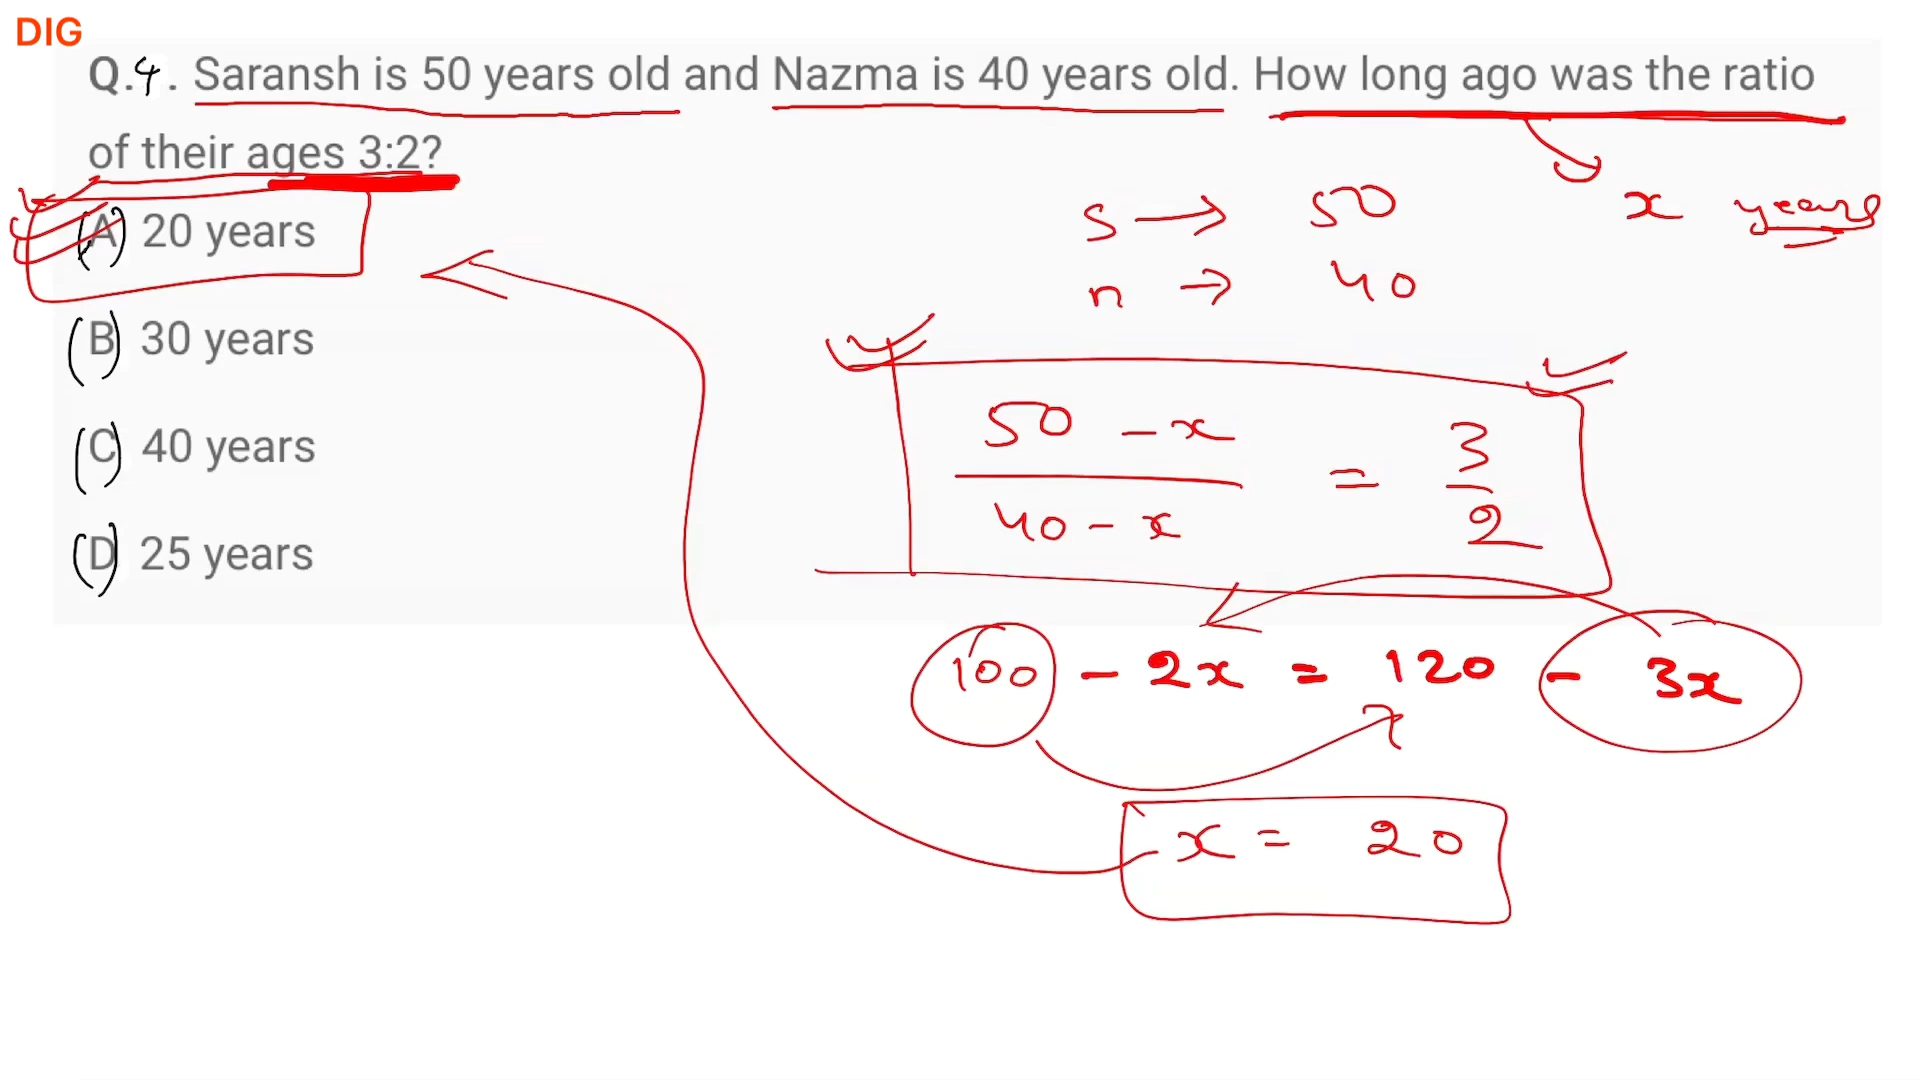 DIG
Q.4. Saransh is 50 years old and Nazma is 40 years old. How long ago was the ratio
of their ages 3:2?
(A) 20 years
(B) 30 years
(C) 40 years
(D) 25 years
x years
s → 50
n → 40
50 - x
40 - x
= 3
2
100 - 2x = 120 - 3x
x = 20